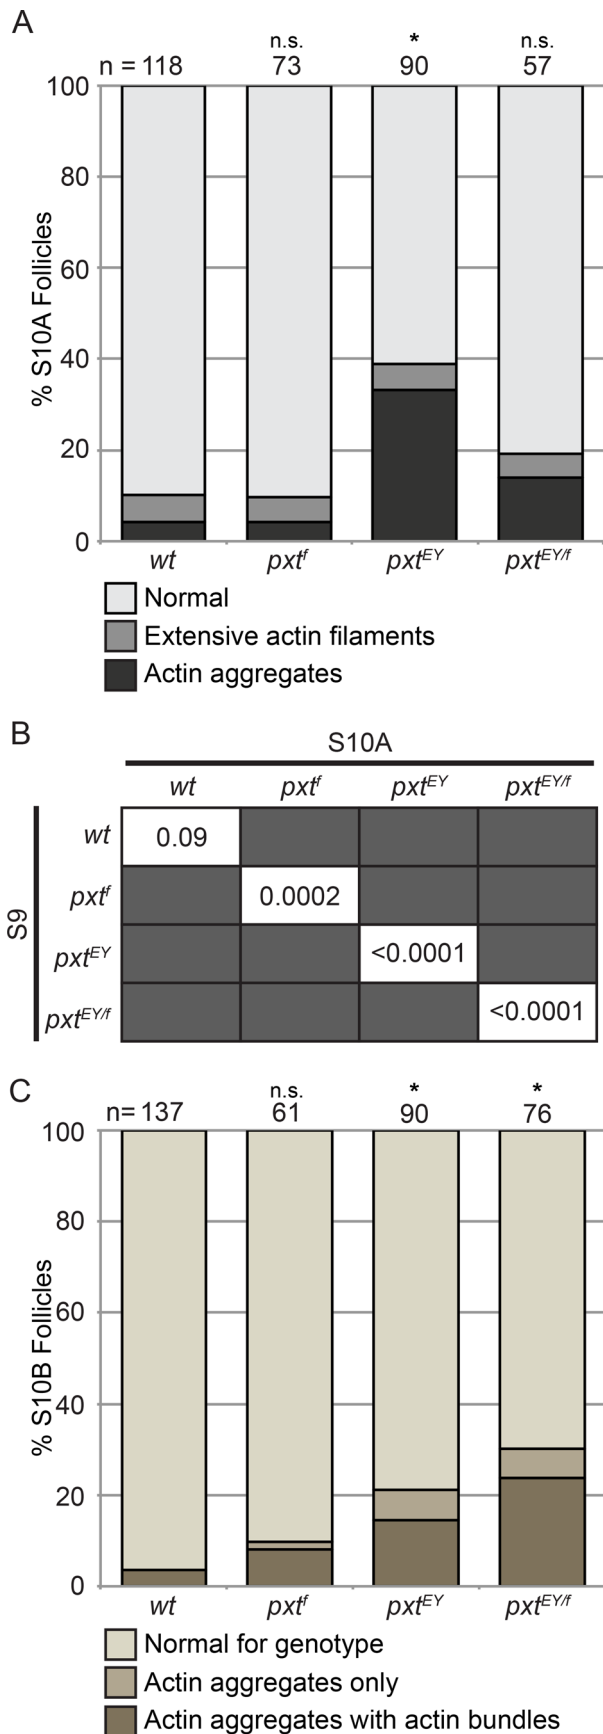 A
n.s. * n.s.
n = 118 73 90 57
100
80
60
40
20
0
% S10A Follicles
wt pxtf pxtEY pxtEY/f
Normal
Extensive actin filaments
Actin aggregates
B
S10A
wt pxtf pxtEY pxtEY/f
S9
wt 0.09
pxtf 0.0002
pxtEY <0.0001
pxtEY/f <0.0001
C
n.s. * *
n= 137 61 90 76
100
80
60
40
20
0
% S10B Follicles
wt pxtf pxtEY pxtEY/f
Normal for genotype
Actin aggregates only
Actin aggregates with actin bundles